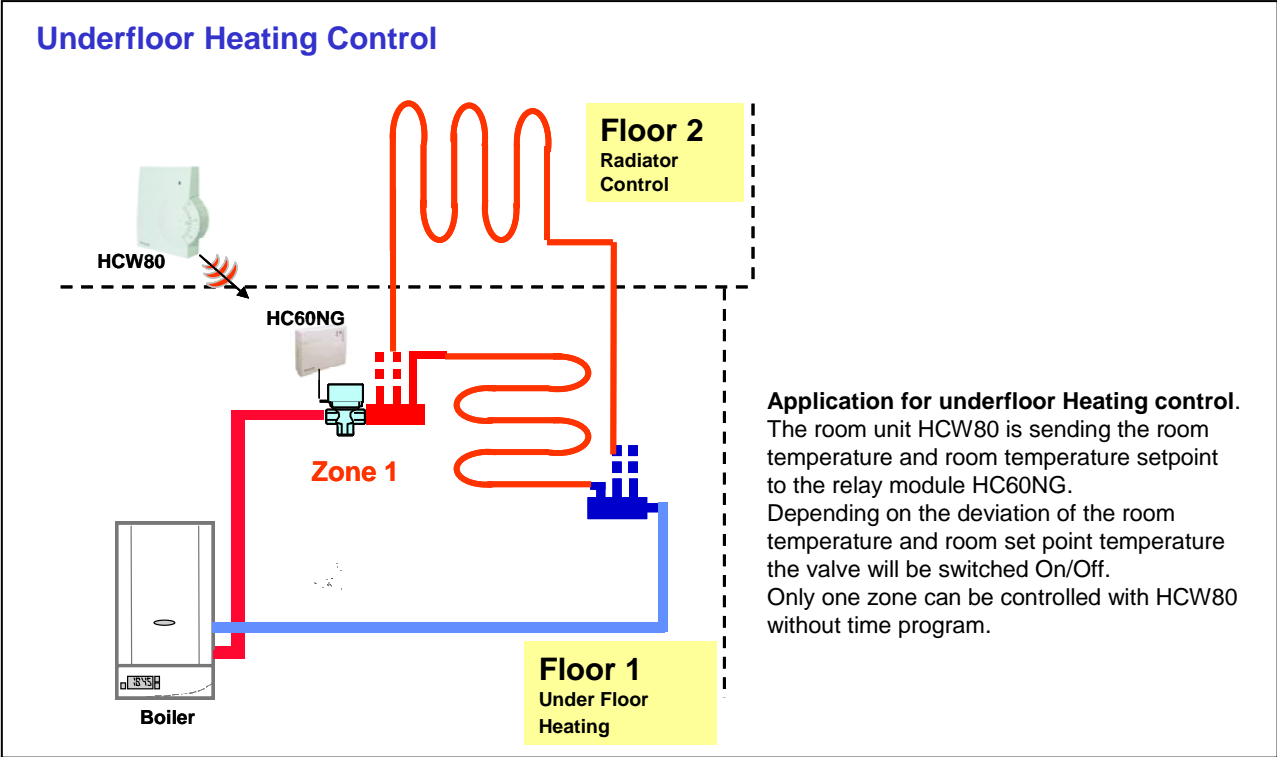 Underfloor Heating Control
Floor 2
Radiator
Control
HCW80
HC60NG
Zone 1
Application for underfloor Heating control.
The room unit HCW80 is sending the room
temperature and room temperature setpoint
to the relay module HC60NG.
Depending on the deviation of the room
temperature and room set point temperature
the valve will be switched On/Off.
Only one zone can be controlled with HCW80
without time program.
Floor 1
Under Floor
Heating
Boiler